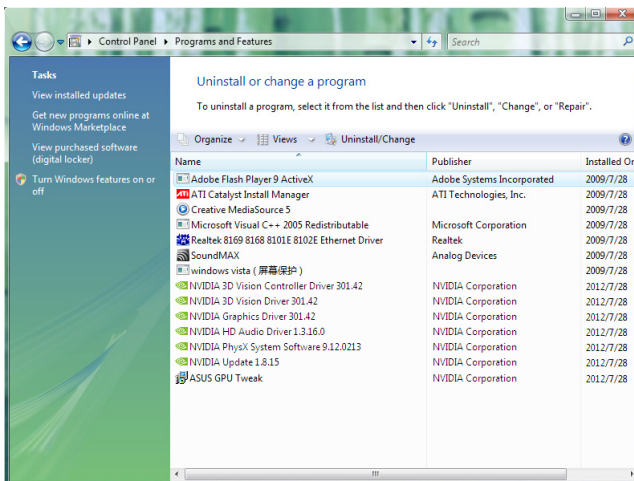 Control Panel ▸ Programs and Features
Search
Tasks
View installed updates
Get new programs online at
Windows Marketplace
View purchased software
(digital locker)
Turn Windows features on or
off
Uninstall or change a program
To uninstall a program, select it from the list and then click "Uninstall", "Change", or "Repair".
Organize Views Uninstall/Change
Name Publisher Installed On
Adobe Flash Player 9 ActiveX Adobe Systems Incorporated 2009/7/28
ATI Catalyst Install Manager ATI Technologies, Inc. 2009/7/28
Creative MediaSource 5 2009/7/28
Microsoft Visual C++ 2005 Redistributable Microsoft Corporation 2009/7/28
Realtek 8169 8168 8101E 8102E Ethernet Driver Realtek 2009/7/28
SoundMAX Analog Devices 2009/7/28
windows vista ( 屏幕保护 ) 2009/7/28
NVIDIA 3D Vision Controller Driver 301.42 NVIDIA Corporation 2012/7/28
NVIDIA 3D Vision Driver 301.42 NVIDIA Corporation 2012/7/28
NVIDIA Graphics Driver 301.42 NVIDIA Corporation 2012/7/28
NVIDIA HD Audio Driver 1.3.16.0 NVIDIA Corporation 2012/7/28
NVIDIA PhysX System Software 9.12.0213 NVIDIA Corporation 2012/7/28
NVIDIA Update 1.8.15 NVIDIA Corporation 2012/7/28
ASUS GPU Tweak NVIDIA Corporation 2012/7/28